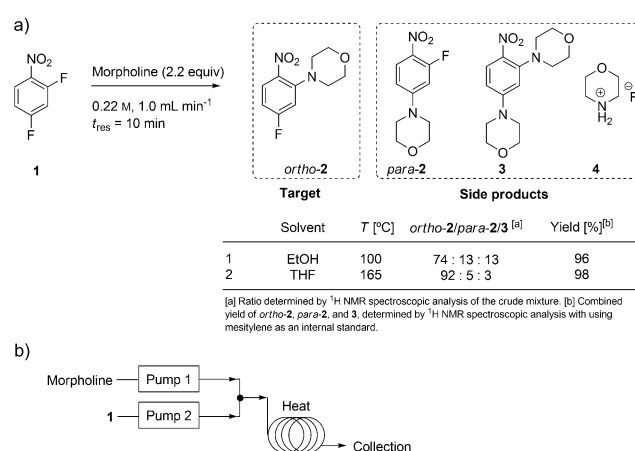 a)
NO₂
F
F
1
Morpholine (2.2 equiv)
0.22 M, 1.0 mL min⁻¹
tres = 10 min
NO₂
N
O
F
ortho-2
Target
NO₂
F
N
O
para-2
NO₂
N
O
N
O
3
O
⊕
N
H₂
⊖
F
4
Side products
Solvent T [ºC] ortho-2/para-2/3 [a] Yield [%][b]
1 EtOH 100 74 : 13 : 13 96
2 THF 165 92 : 5 : 3 98
[a] Ratio determined by ¹H NMR spectroscopic analysis of the crude mixture. [b] Combined
yield of ortho-2, para-2, and 3, determined by ¹H NMR spectroscopic analysis with using
mesitylene as an internal standard.
b)
Morpholine Pump 1
1 Pump 2
Heat
Collection